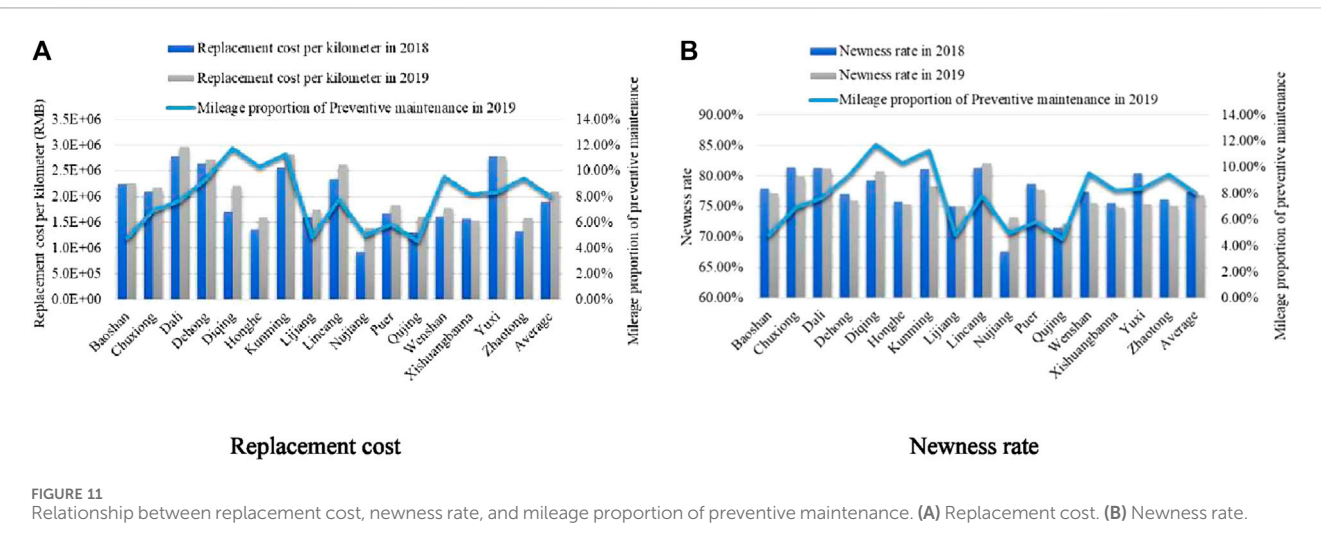 A
Replacement cost per kilometer in 2018
Replacement cost per kilometer in 2019
Mileage proportion of Preventive maintenance in 2019
Replacement cost per kilometer (RMB)
3.5E+06
3.0E+06
2.5E+06
2.0E+06
1.5E+06
1.0E+06
5.0E+05
0.0E+00
14.00%
12.00%
10.00%
8.00%
6.00%
4.00%
2.00%
0.00%
Mileage proportion of preventive maintenance
Baoshan
Chuxiong
Dali
Dehong
Diqing
Honghe
Kunming
Lijiang
Lincang
Nujiang
Puer
Qujing
Wenshan
Xishuangbanna
Yuxi
Zhaotong
Average
Replacement cost
B
Newness rate in 2018
Newness rate in 2019
Mileage proportion of Preventive maintenance in 2019
Newness rate
90.00%
85.00%
80.00%
75.00%
70.00%
65.00%
60.00%
14.00%
12.00%
10.00%
8.00%
6.00%
4.00%
2.00%
0.00%
Mileage proportion of preventive maintenance
Baoshan
Chuxiong
Dali
Dehong
Diqing
Honghe
Kunming
Lijiang
Lincang
Nujiang
Puer
Qujing
Wenshan
Xishuangbanna
Yuxi
Zhaotong
Average
Newness rate
FIGURE 11
Relationship between replacement cost, newness rate, and mileage proportion of preventive maintenance. (A) Replacement cost. (B) Newness rate.